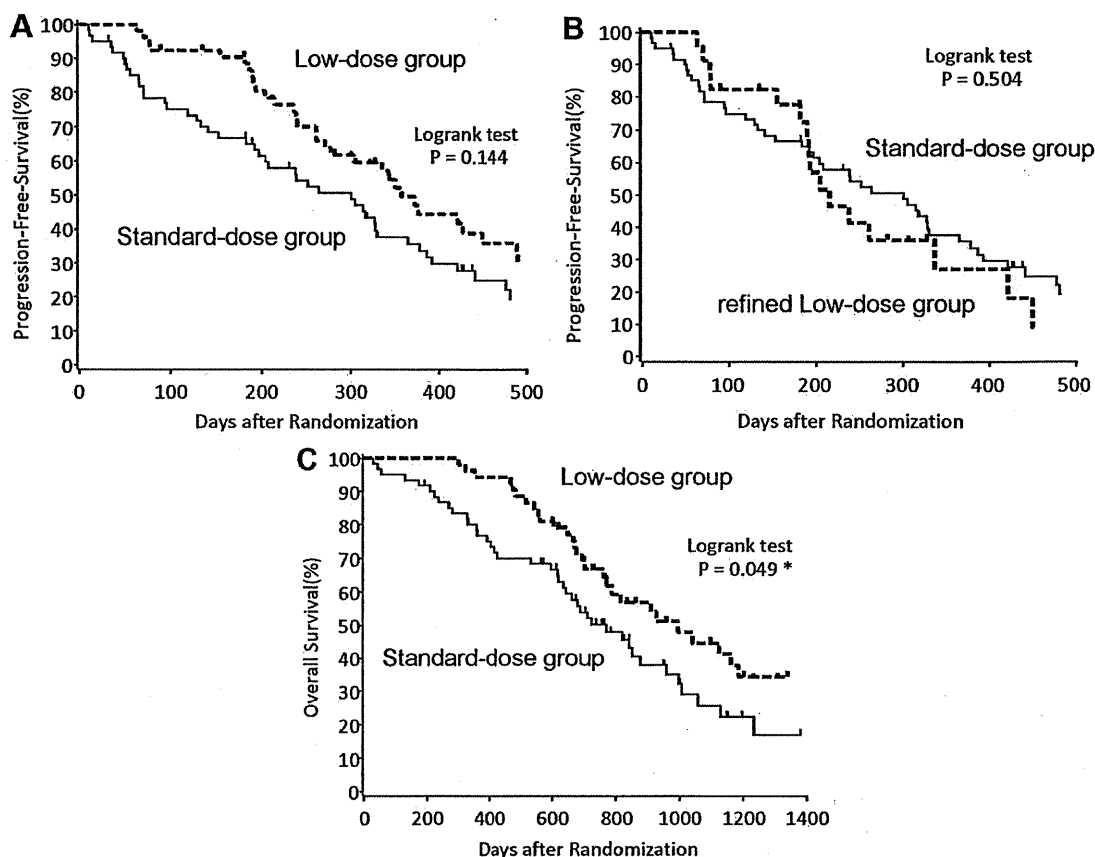 A
100
90
80
70
60
50
40
30
20
10
0
Progression-Free-Survival(%)
Low-dose group
Logrank test
P = 0.144
Standard-dose group
0 100 200 300 400 500
Days after Randomization
B
100
90
80
70
60
50
40
30
20
10
0
Progression-Free-Survival(%)
Logrank test
P = 0.504
Standard-dose group
refined Low-dose group
0 100 200 300 400 500
Days after Randomization
C
100
90
80
70
60
50
40
30
20
10
0
Overall Survival(%)
Low-dose group
Logrank test
P = 0.049 *
Standard-dose group
0 200 400 600 800 1000 1200 1400
Days after Randomization